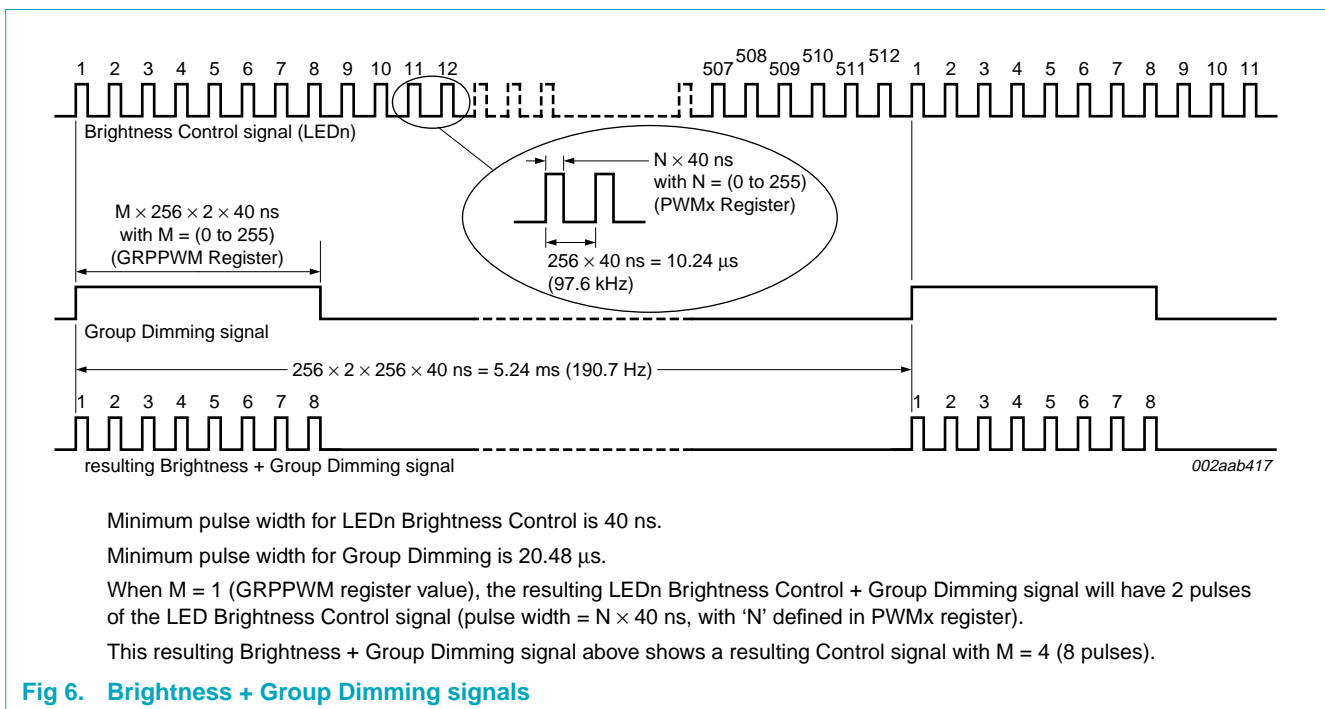 1 2 3 4 5 6 7 8 9 10 11 12 507 508 509 510 511 512 1 2 3 4 5 6 7 8 9 10 11
Brightness Control signal (LEDn)
N × 40 ns
with N = (0 to 255)
(PWMx Register)
256 × 40 ns = 10.24 μs
(97.6 kHz)
M × 256 × 2 × 40 ns
with M = (0 to 255)
(GRPPWM Register)
Group Dimming signal
256 × 2 × 256 × 40 ns = 5.24 ms (190.7 Hz)
1 2 3 4 5 6 7 8 1 2 3 4 5 6 7 8
resulting Brightness + Group Dimming signal
002aab417
Minimum pulse width for LEDn Brightness Control is 40 ns.
Minimum pulse width for Group Dimming is 20.48 μs.
When M = 1 (GRPPWM register value), the resulting LEDn Brightness Control + Group Dimming signal will have 2 pulses
of the LED Brightness Control signal (pulse width = N × 40 ns, with ‘N’ defined in PWMx register).
This resulting Brightness + Group Dimming signal above shows a resulting Control signal with M = 4 (8 pulses).
Fig 6. Brightness + Group Dimming signals